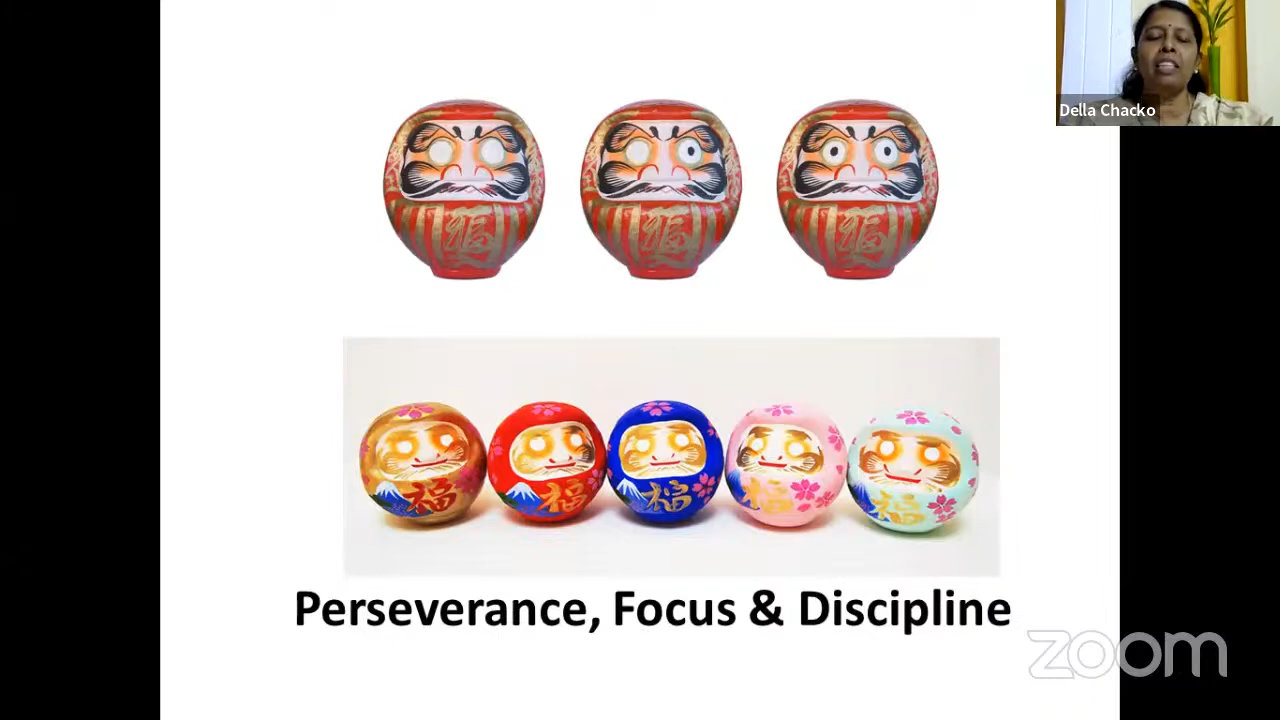 Della Chacko
福
福
福
福
福
福
福
福
Perseverance, Focus & Discipline
zoom